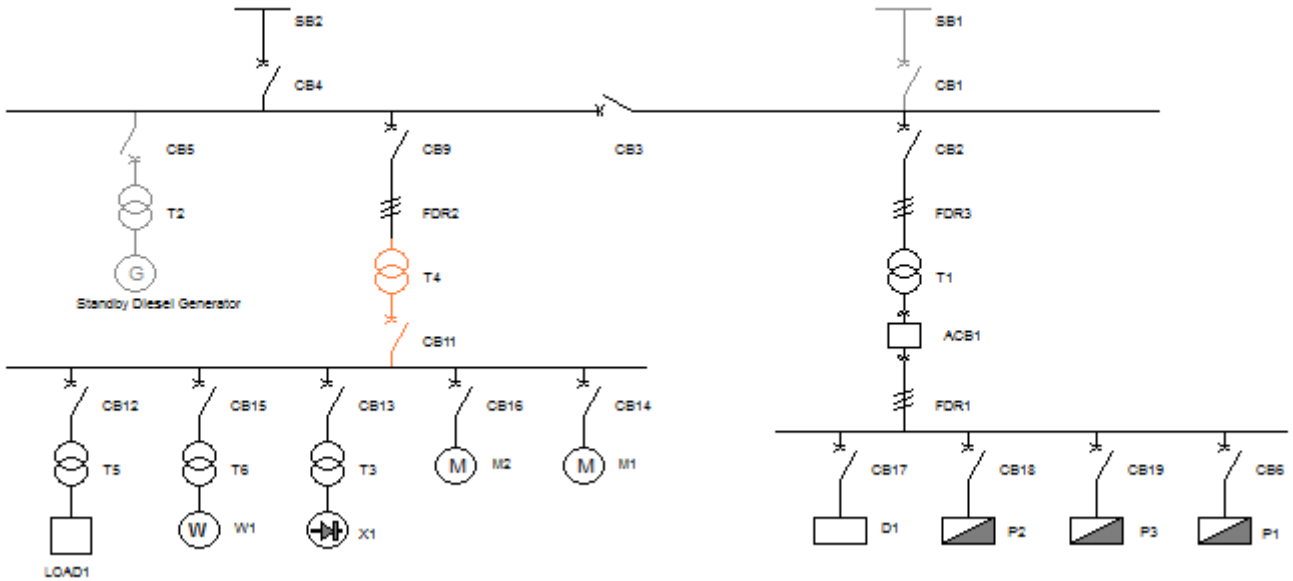 SB2
SB1
CB4
CB1
CB5
CB9
CB3
CB2
T2
FDR2
FDR3
G
T4
T1
Standby Diesel Generator
CB11
ACB1
CB12
CB15
CB13
CB16
CB14
FDR1
T5
T6
T3
M
M2
M
M1
CB17
CB18
CB19
CB6
W
W1
X1
D1
P2
P3
P1
LOAD1